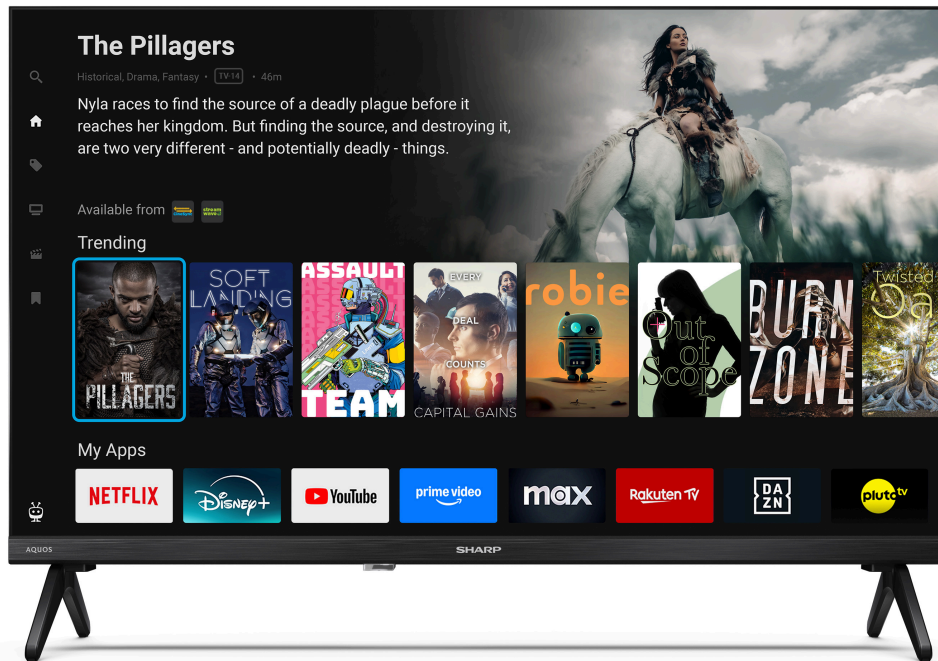 The Pillagers
Historical, Drama, Fantasy • TV-14 • 46m
Nyla races to find the source of a deadly plague before it
reaches her kingdom. But finding the source, and destroying it,
are two very different - and potentially deadly - things.
Available from
stream
wave
Trending
THE
PILLAGERS
SOFT
LANDING
ASSAULT
TEAM
EVERY
DEAL
COUNTS
CAPITAL GAINS
robie
Out
of
Scope
BURN
ZONE
Twisted
Oa
My Apps
NETFLIX
Disney+
YouTube
prime video
max
Rakuten TV
DA
ZN
pluto tv
AQUOS
SHARP